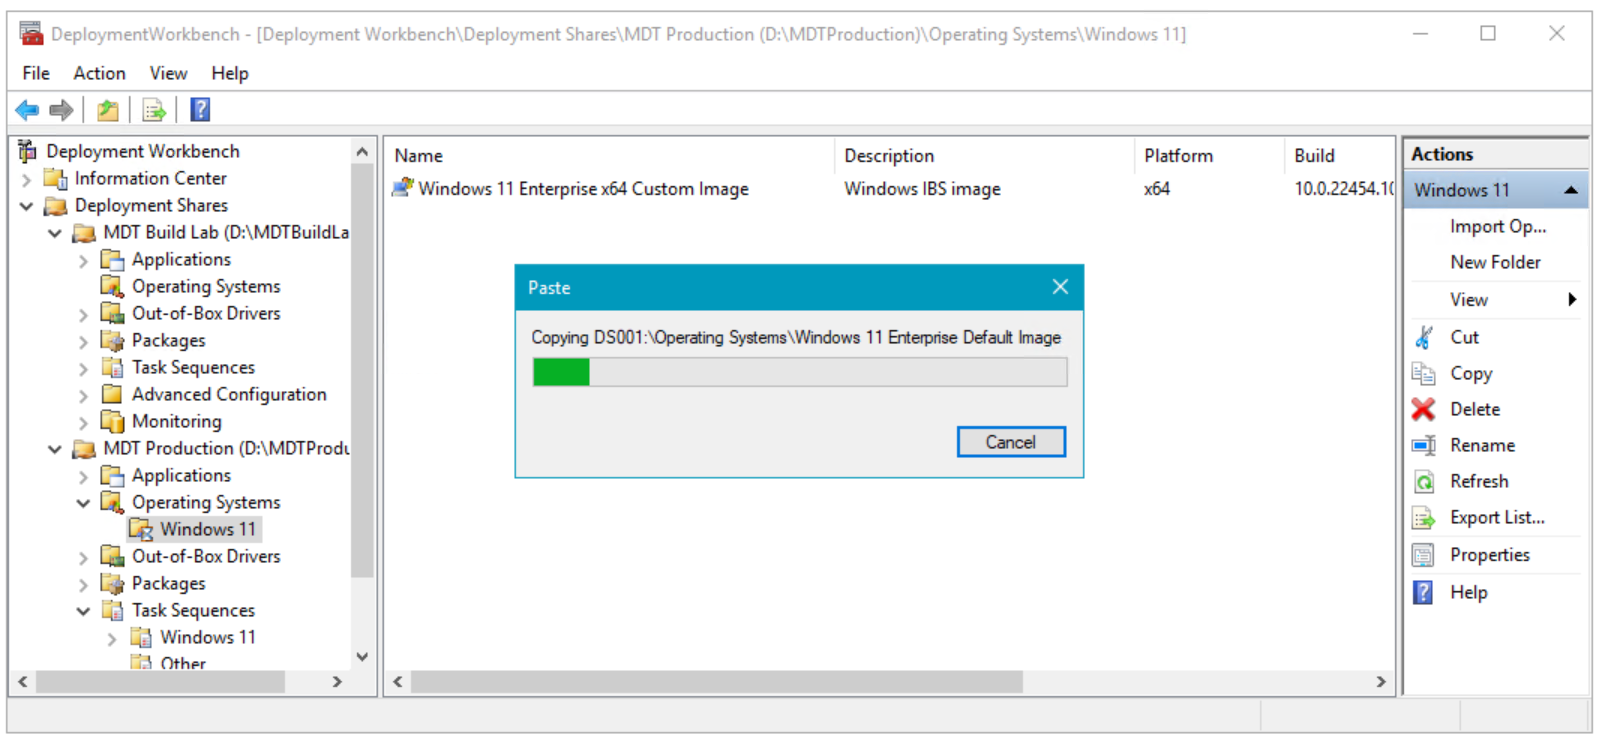 DeploymentWorkbench - [Deployment Workbench\Deployment Shares\MDT Production (D:\MDTProduction)\Operating Systems\Windows 11]
File Action View Help
Deployment Workbench
Information Center
Deployment Shares
MDT Build Lab (D:\MDTBuildLa
Applications
Operating Systems
Out-of-Box Drivers
Packages
Task Sequences
Advanced Configuration
Monitoring
MDT Production (D:\MDTProdu
Applications
Operating Systems
Windows 11
Out-of-Box Drivers
Packages
Task Sequences
Windows 11
Other
Name Description Platform Build
Windows 11 Enterprise x64 Custom Image Windows IBS image x64 10.0.22454.10
Paste
Copying DS001:\Operating Systems\Windows 11 Enterprise Default Image
Cancel
Actions
Windows 11
Import Op...
New Folder
View
Cut
Copy
Delete
Rename
Refresh
Export List...
Properties
Help